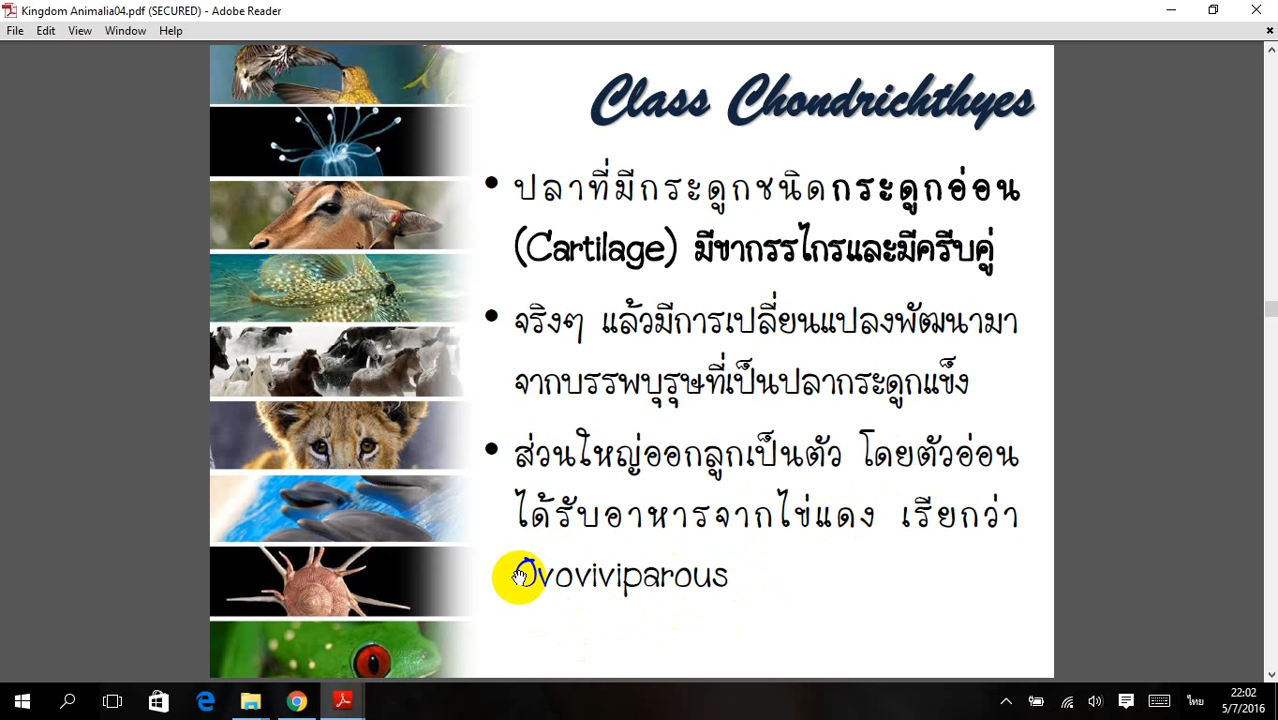 Kingdom Animalia04.pdf (SECURED) - Adobe Reader
File Edit View Window Help
Class Chondrichthyes
• ปลาที่มีกระดูกชนิดกระดูกอ่อน
(Cartilage) มีขากรรไกรและมีครีบคู่
• จริงๆ แล้วมีการเปลี่ยนแปลงพัฒนามา
จากบรรพบุรุษที่เป็นปลากระดูกแข็ง
• ส่วนใหญ่ออกลูกเป็นตัว โดยตัวอ่อน
ได้รับอาหารจากไข่แดง เรียกว่า
Ovoviviparous
ไทย
22:02
5/7/2016